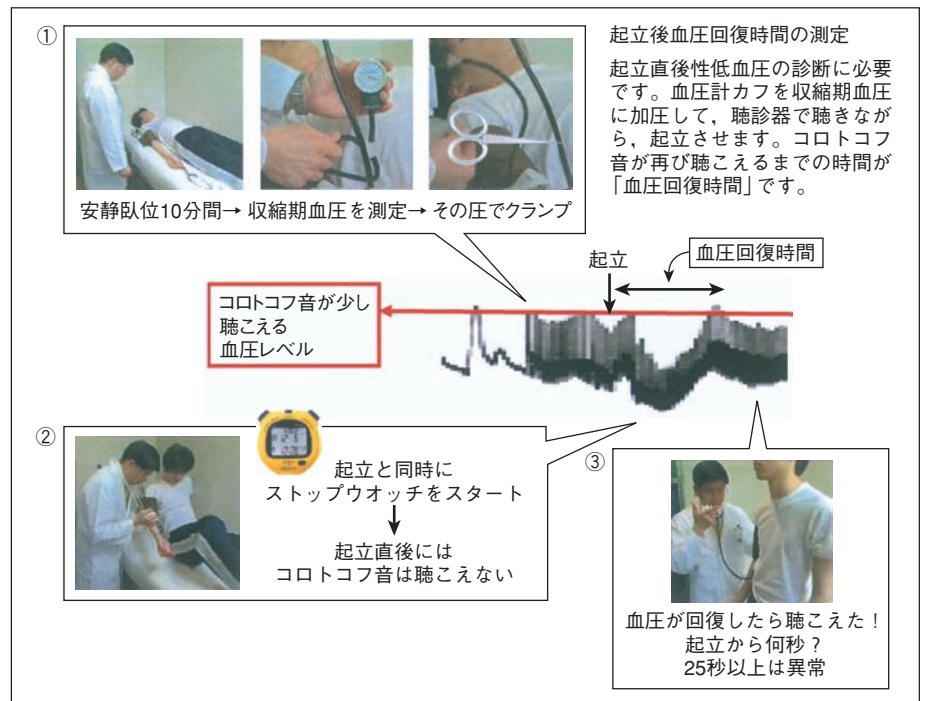 ①
安静臥位10分間→ 収縮期血圧を測定→ その圧でクランプ
起立後血圧回復時間の測定
起立直後性低血圧の診断に必要
です。血圧計カフを収縮期血圧
に加圧して，聴診器で聴きなが
ら，起立させます。コロトコフ
音が再び聴こえるまでの時間が
「血圧回復時間」です。
起立
血圧回復時間
コロトコフ音が少し
聴こえる
血圧レベル
②
起立と同時に
ストップウオッチをスタート
起立直後には
コロトコフ音は聴こえない
③
血圧が回復したら聴こえた！
起立から何秒？
25秒以上は異常